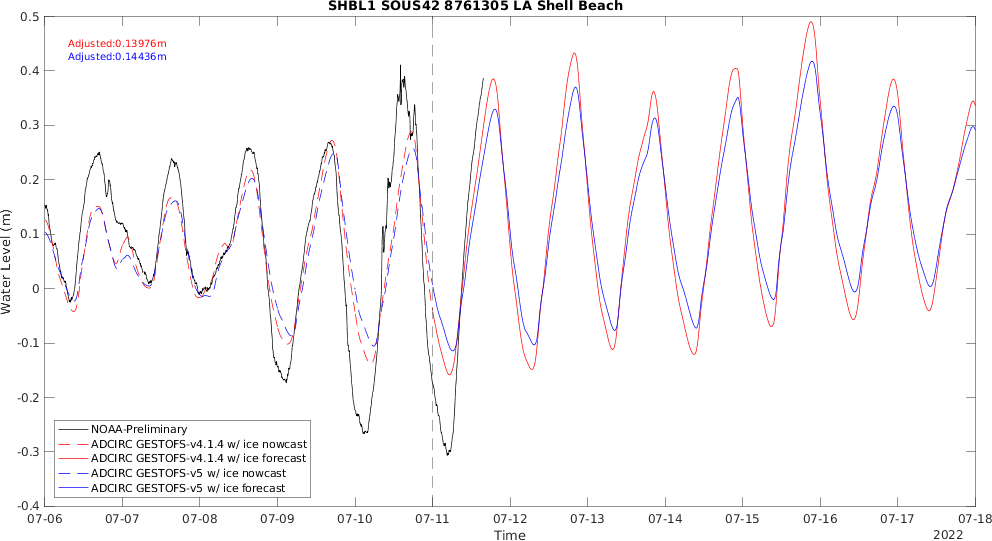 SHBL1 SOUS42 8761305 LA Shell Beach
Adjusted:0.13976m
Adjusted:0.14436m
0.5
0.4
0.3
0.2
0.1
0
-0.1
-0.2
-0.3
-0.4
Water Level (m)
NOAA-Preliminary
ADCIRC GESTOFS-v4.1.4 w/ ice nowcast
ADCIRC GESTOFS-v4.1.4 w/ ice forecast
ADCIRC GESTOFS-v5 w/ ice nowcast
ADCIRC GESTOFS-v5 w/ ice forecast
07-06 07-07 07-08 07-09 07-10 07-11 07-12 07-13 07-14 07-15 07-16 07-17 07-18
Time
2022